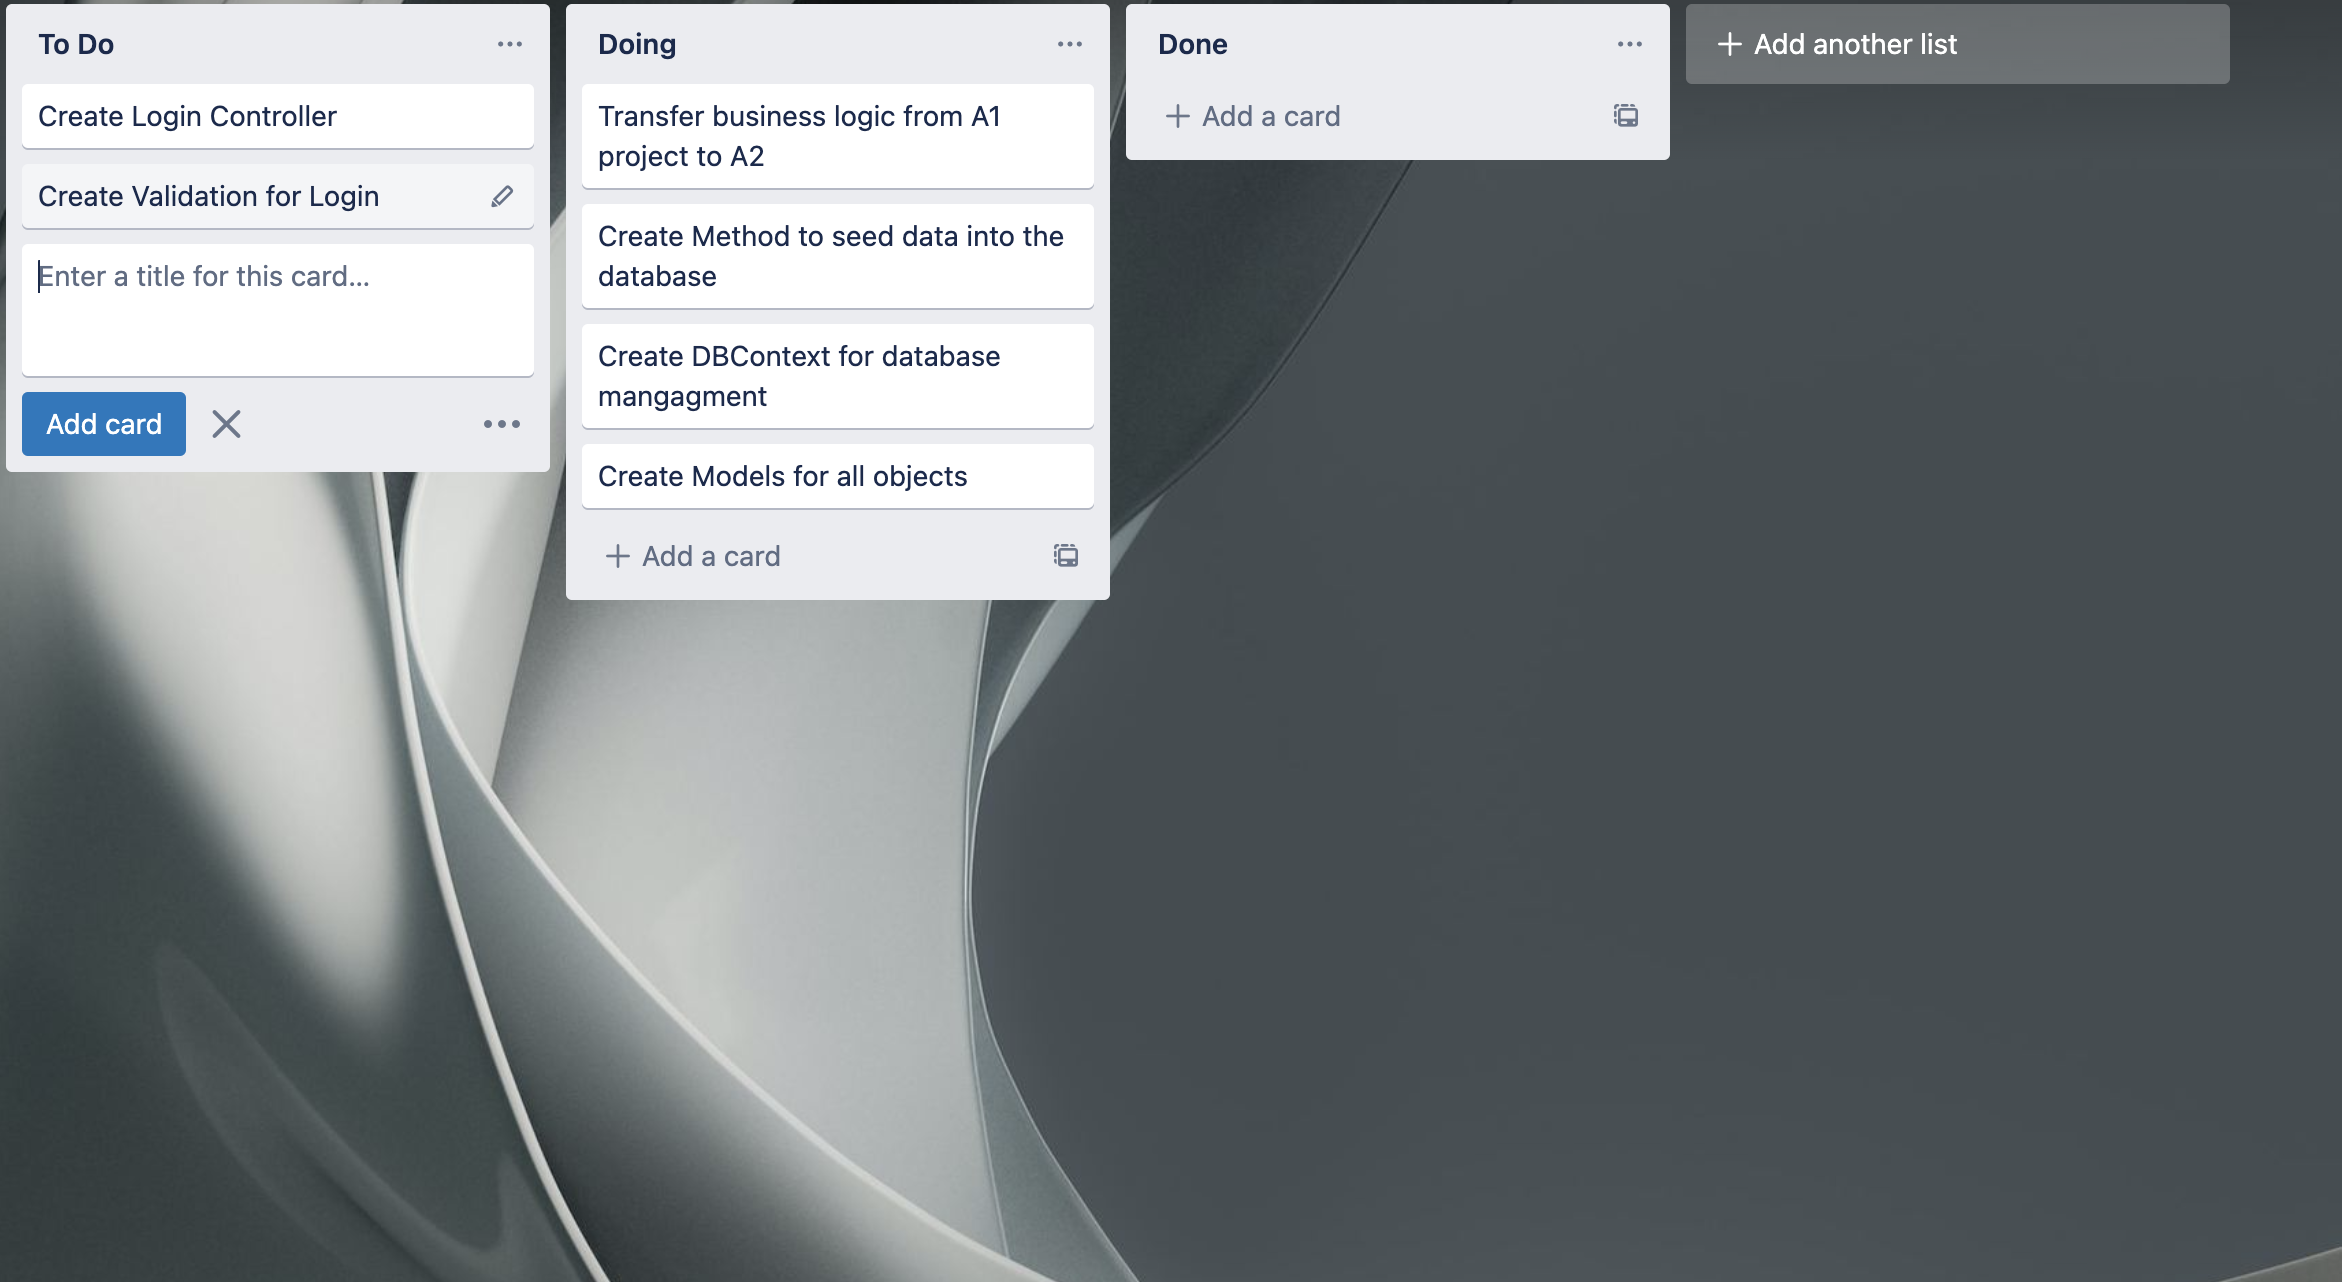 To Do
Create Login Controller
Create Validation for Login
Enter a title for this card...
Add card
Doing
Transfer business logic from A1
project to A2
Create Method to seed data into the
database
Create DBContext for database
mangagment
Create Models for all objects
+ Add a card
Done
+ Add a card
+ Add another list